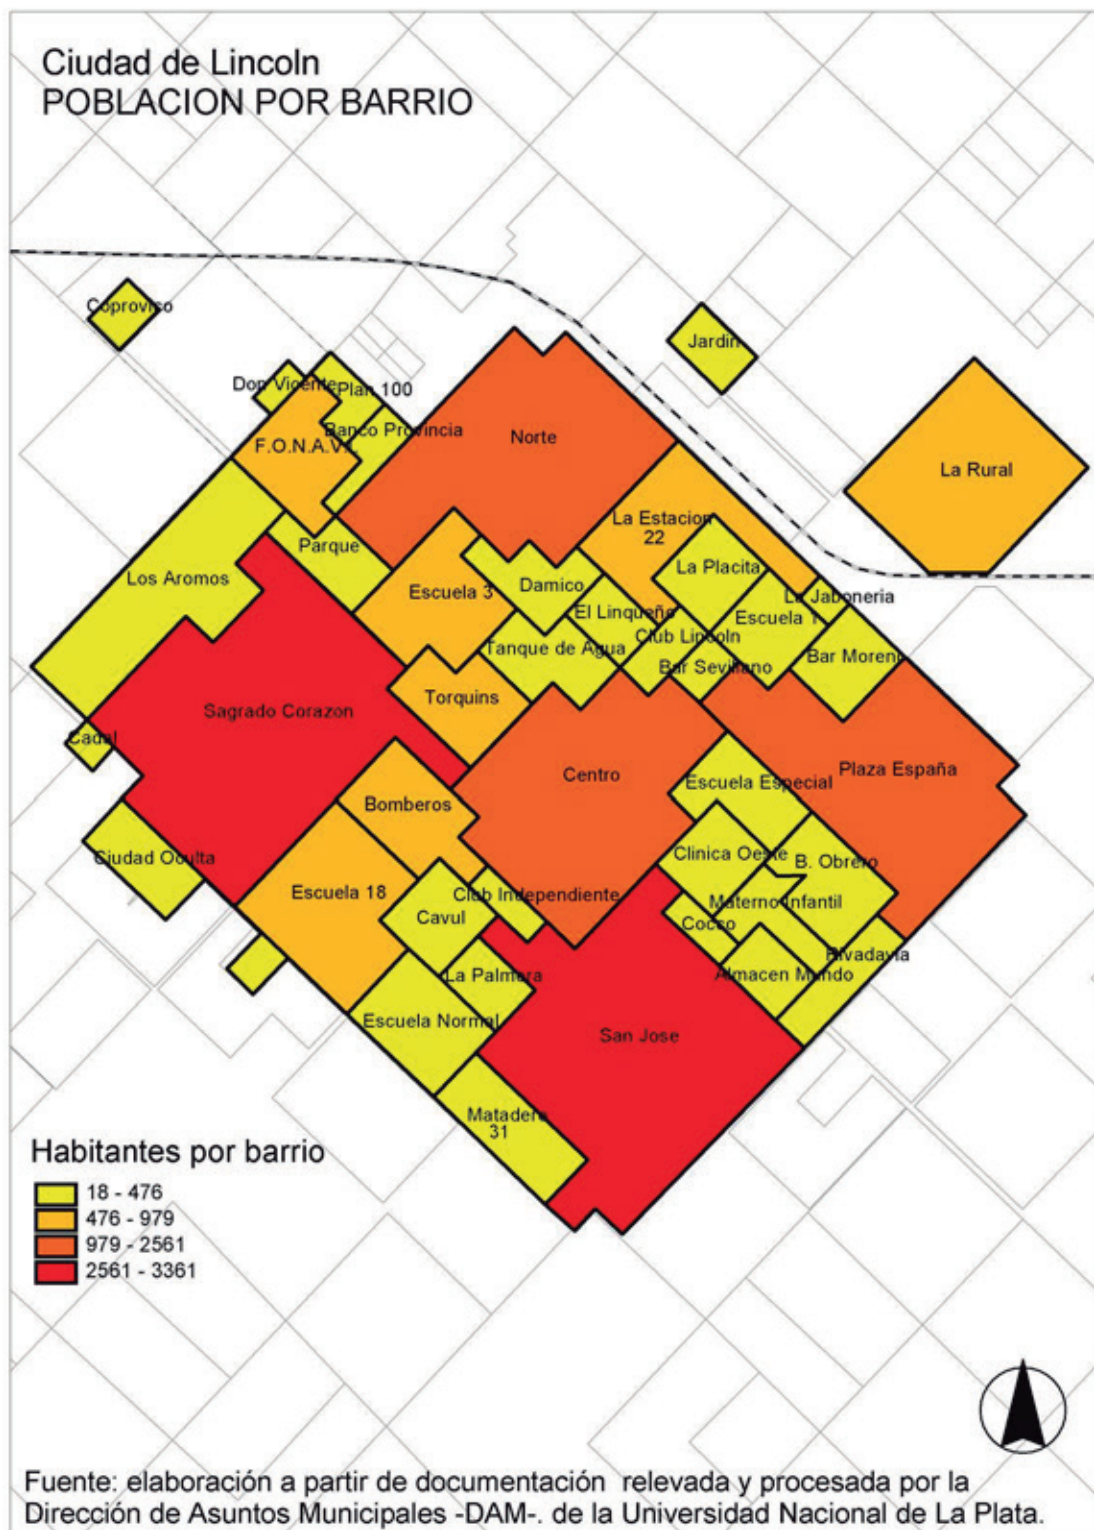 Ciudad de Lincoln
POBLACION POR BARRIO
Coprovico
Jardin
Don Vicente
Plan 100
Banco Provincia
Norte
F.O.N.A.V.I.
La Rural
La Estacion
22
Parque
La Placita
Los Aromos
Escuela 3
Damico
La Jaboneria
El Linqueño
Escuela 1
Club Lincoln
Tanque de Agua
Bar Moreno
Bar Sevillano
Torquins
Sagrado Corazon
Cadal
Centro
Plaza España
Escuela Especial
Bomberos
Clinica Oeste
B. Obrero
Ciudad Oculta
Escuela 18
Club Independiente
Materno Infantil
Cavul
Cocco
Rivadavia
La Palmera
Almacen Mundo
Escuela Normal
San Jose
Matadero
31
Habitantes por barrio
18 - 476
476 - 979
979 - 2561
2561 - 3361
Fuente: elaboración a partir de documentación relevada y procesada por la
Dirección de Asuntos Municipales -DAM-. de la Universidad Nacional de La Plata.